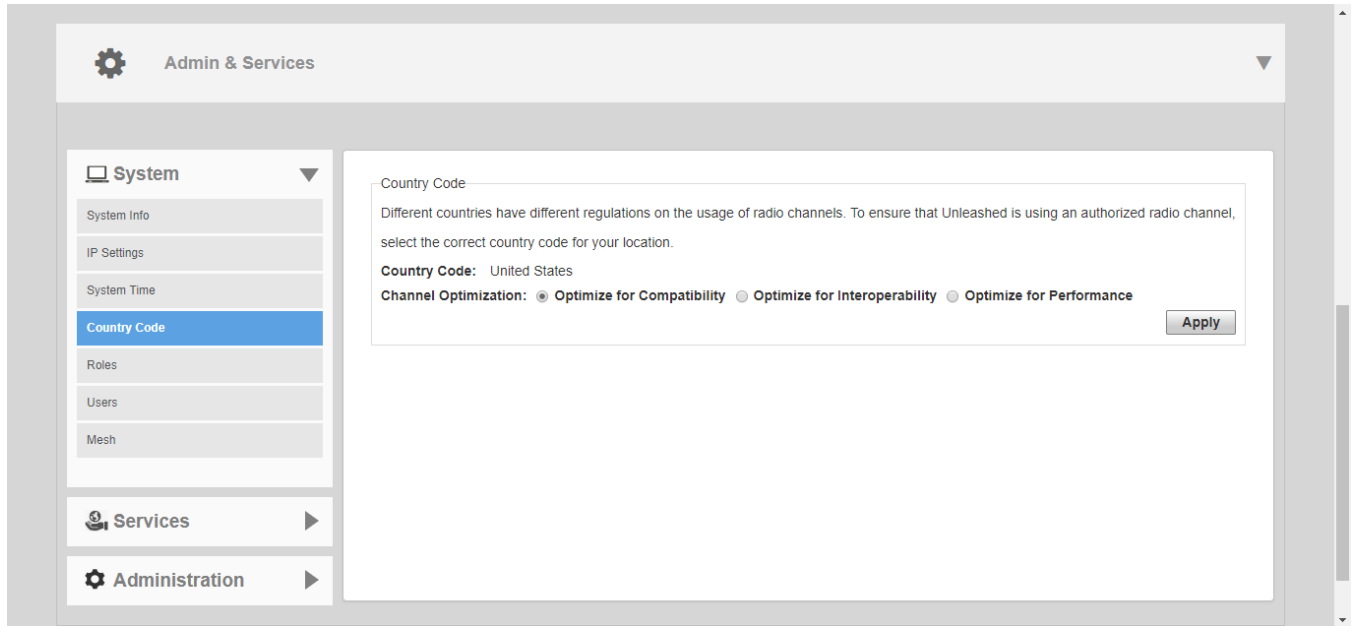 Admin & Services
System
System Info
IP Settings
System Time
Country Code
Roles
Users
Mesh
Services
Administration
Country Code
Different countries have different regulations on the usage of radio channels. To ensure that Unleashed is using an authorized radio channel,
select the correct country code for your location.
Country Code: United States
Channel Optimization: Optimize for Compatibility Optimize for Interoperability Optimize for Performance
Apply